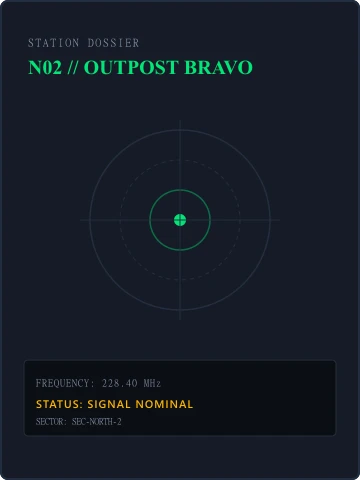 STATION DOSSIER
N02 // OUTPOST BRAVO
FREQUENCY: 228.40 MHz
STATUS: SIGNAL NOMINAL
SECTOR: SEC-NORTH-2